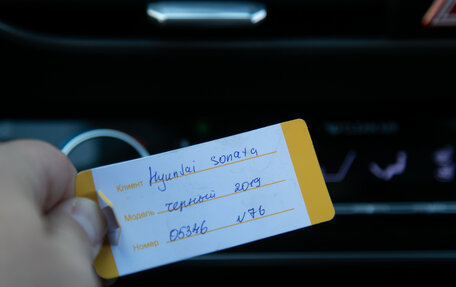 Клиент Hyundai sonata
Модель черный 2019
Номер 05346 N76